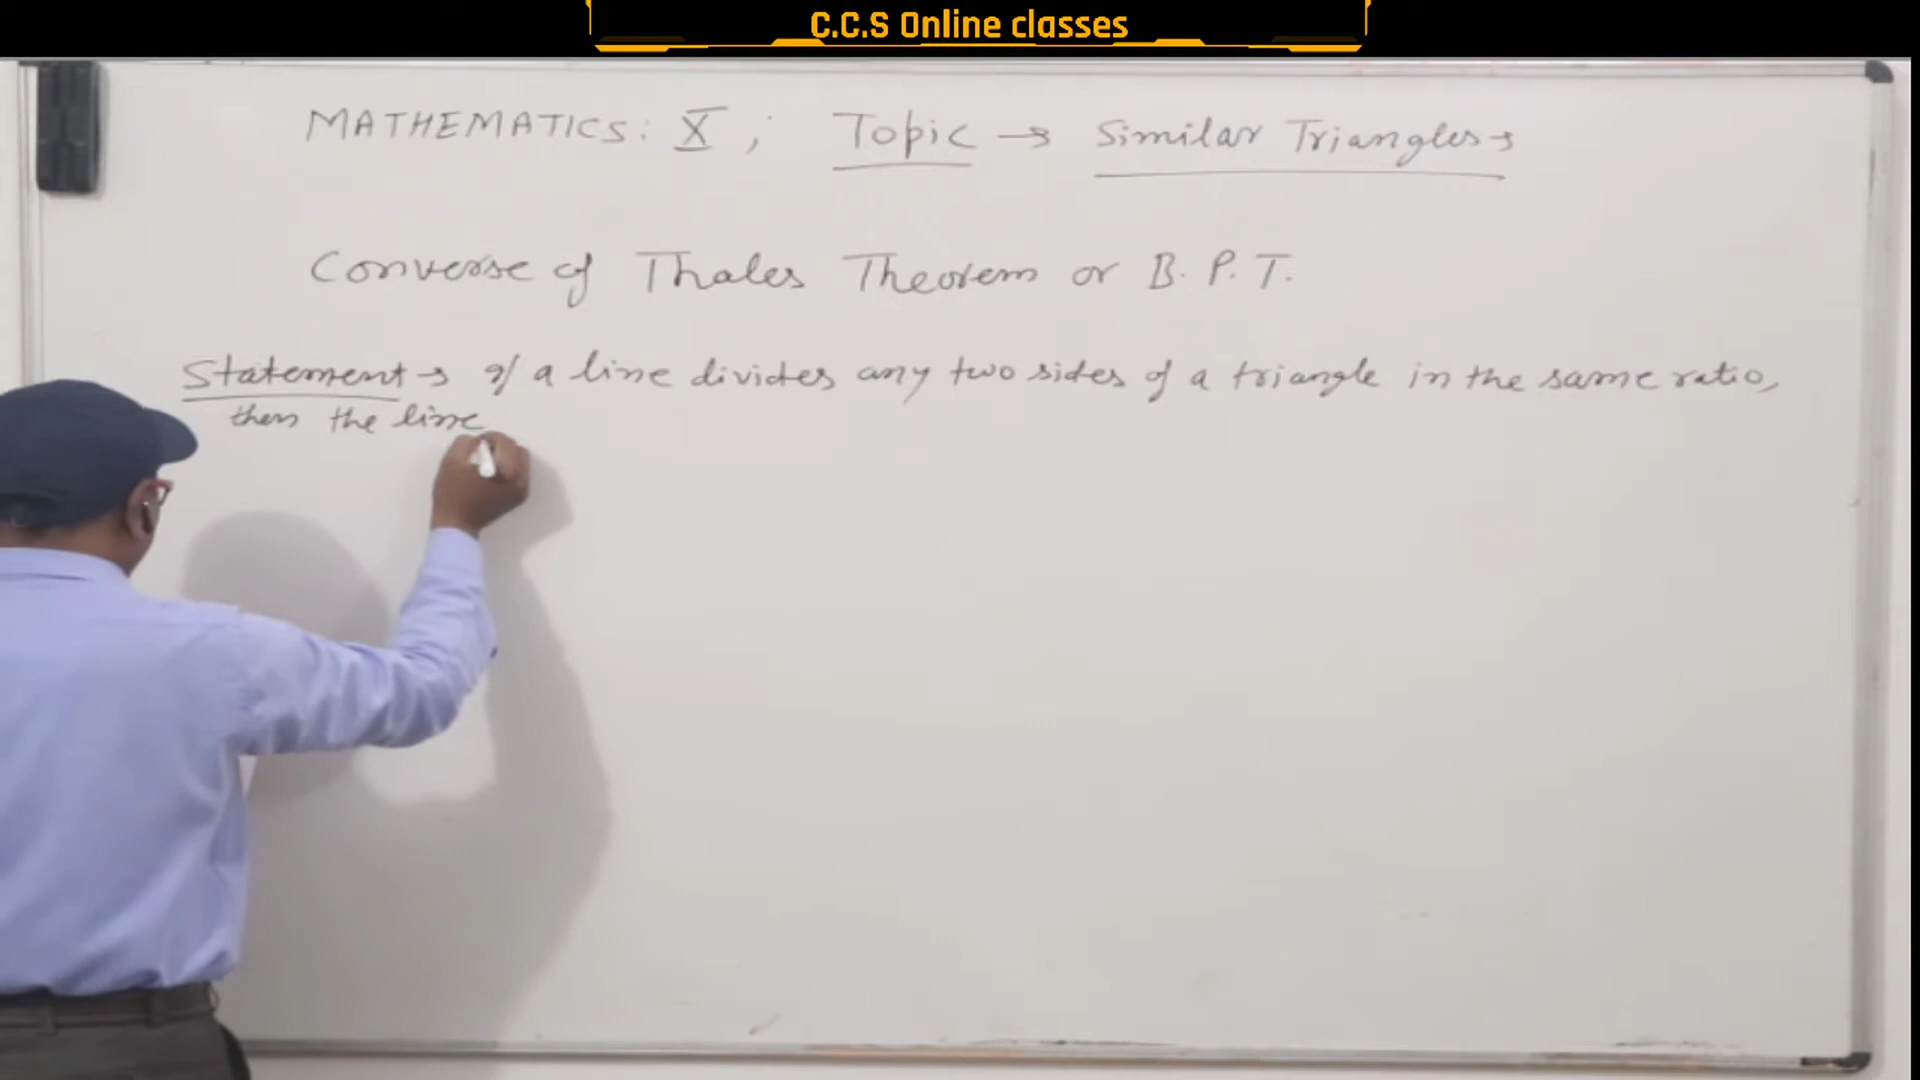 C.C.S Online classes
MATHEMATICS: X ; Topic → Similar Triangles →
Converse of Thales Theorem or B.P.T.
Statement → If a line divides any two sides of a triangle in the same ratio,
then the line